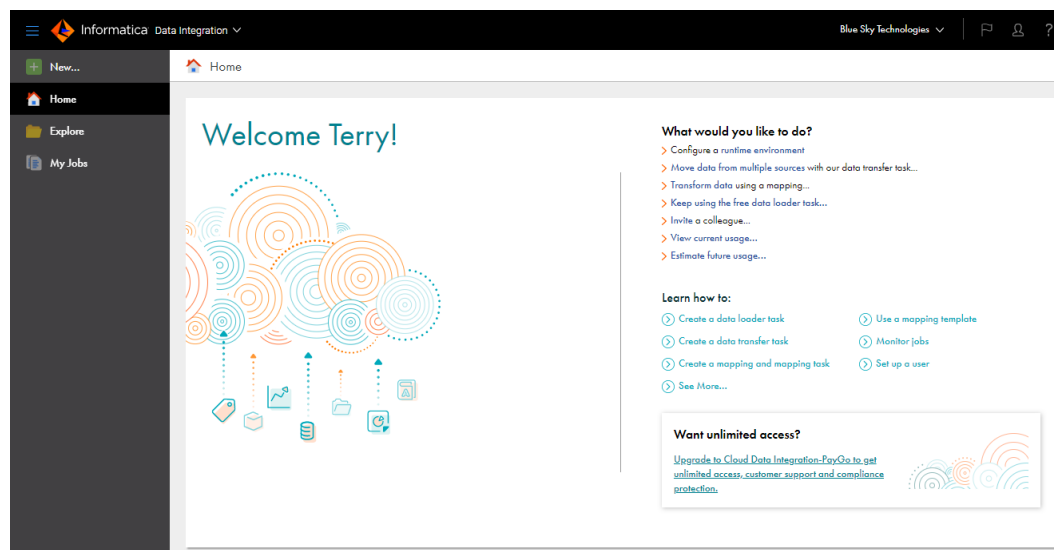 Informatica Data Integration
Blue Sky Technologies
?
New...
Home
Explore
My Jobs
Home
Welcome Terry!
What would you like to do?
Configure a runtime environment
Move data from multiple sources with our data transfer task...
Transform data using a mapping...
Keep using the free data loader task...
Invite a colleague...
View current usage...
Estimate future usage...
Learn how to:
Create a data loader task
Use a mapping template
Create a data transfer task
Monitor jobs
Create a mapping and mapping task
Set up a user
See More...
Want unlimited access?
Upgrade to Cloud Data Integration-PayGo to get
unlimited access, customer support and compliance
protection.
A